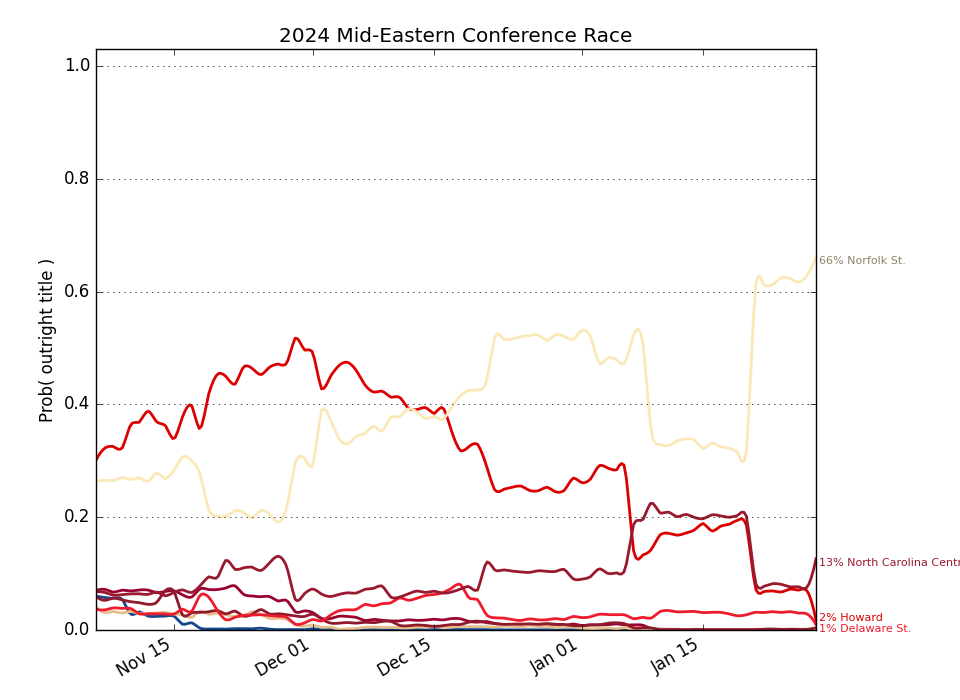 2024 Mid-Eastern Conference Race
Prob( outright title )
1.0
0.8
0.6
0.4
0.2
0.0
66% Norfolk St.
13% North Carolina Centr
2% Howard
1% Delaware St.
Nov 15
Dec 01
Dec 15
Jan 01
Jan 15